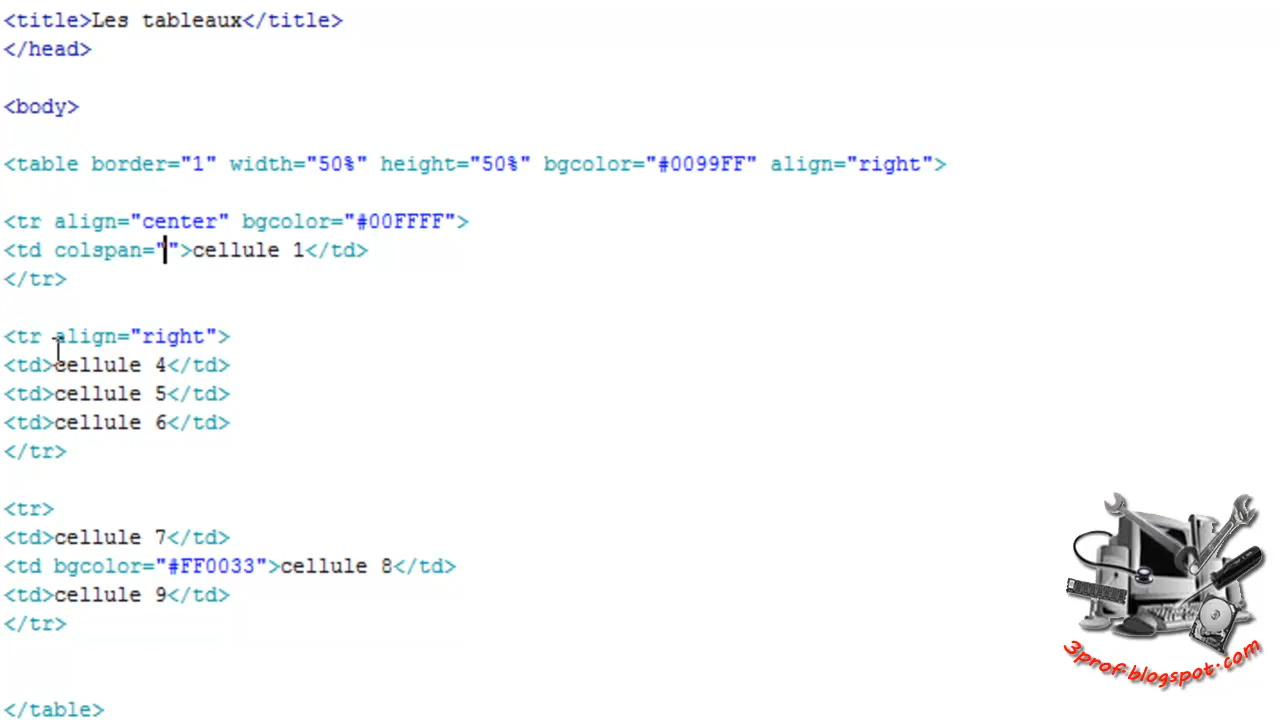 <title>Les tableaux</title>
</head>
<body>
<table border="1" width="50%" height="50%" bgcolor="#0099FF" align="right">
<tr align="center" bgcolor="#00FFFF">
<td colspan="">cellule 1</td>
</tr>
<tr align="right">
<td>cellule 4</td>
<td>cellule 5</td>
<td>cellule 6</td>
</tr>
<tr>
<td>cellule 7</td>
<td bgcolor="#FF0033">cellule 8</td>
<td>cellule 9</td>
</tr>
</table>
3prof.blogspot.com